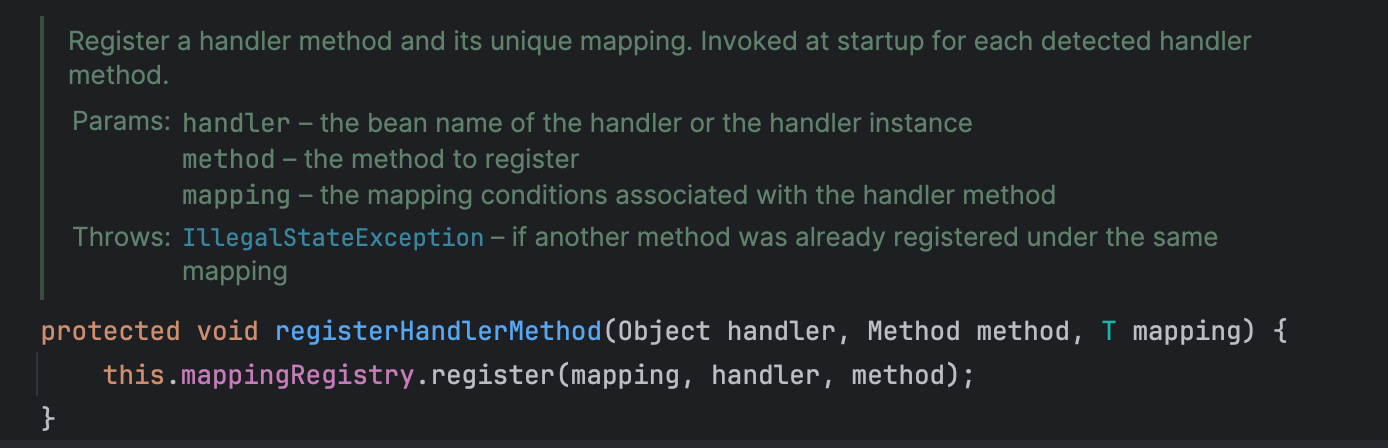 Register a handler method and its unique mapping. Invoked at startup for each detected handler
method.
Params: handler – the bean name of the handler or the handler instance
method – the method to register
mapping – the mapping conditions associated with the handler method
Throws: IllegalStateException – if another method was already registered under the same
mapping
protected void registerHandlerMethod(Object handler, Method method, T mapping) {
    this.mappingRegistry.register(mapping, handler, method);
}